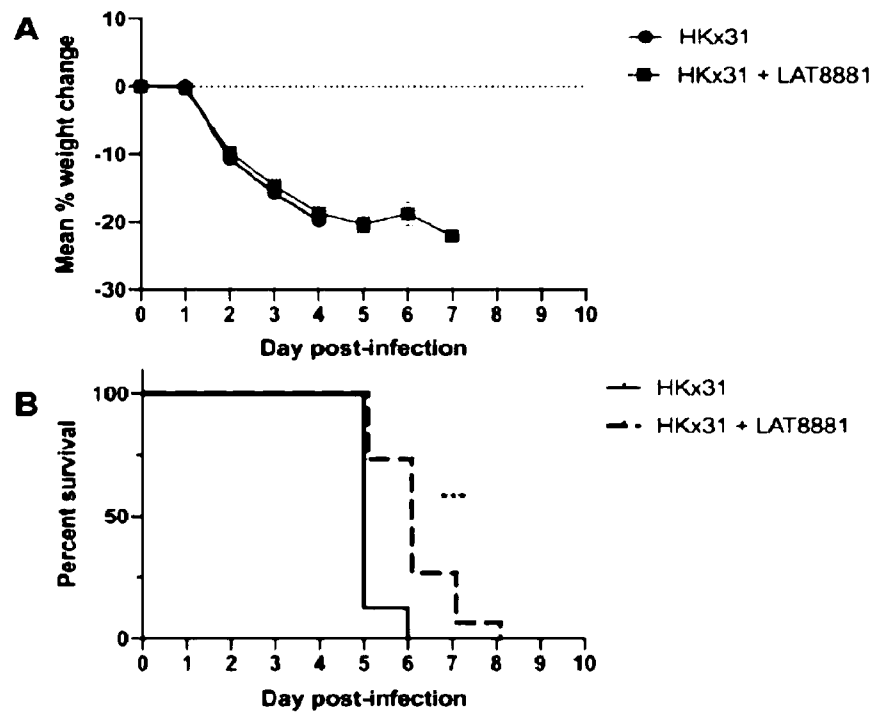 A
10
0
-10
-20
-30
Mean % weight change
0 1 2 3 4 5 6 7 8 9 10
Day post-infection
HKx31
HKx31 + LAT8881
B
100
50
0
Percent survival
0 1 2 3 4 5 6 7 8 9 10
Day post-infection
HKx31
HKx31 + LAT8881
****